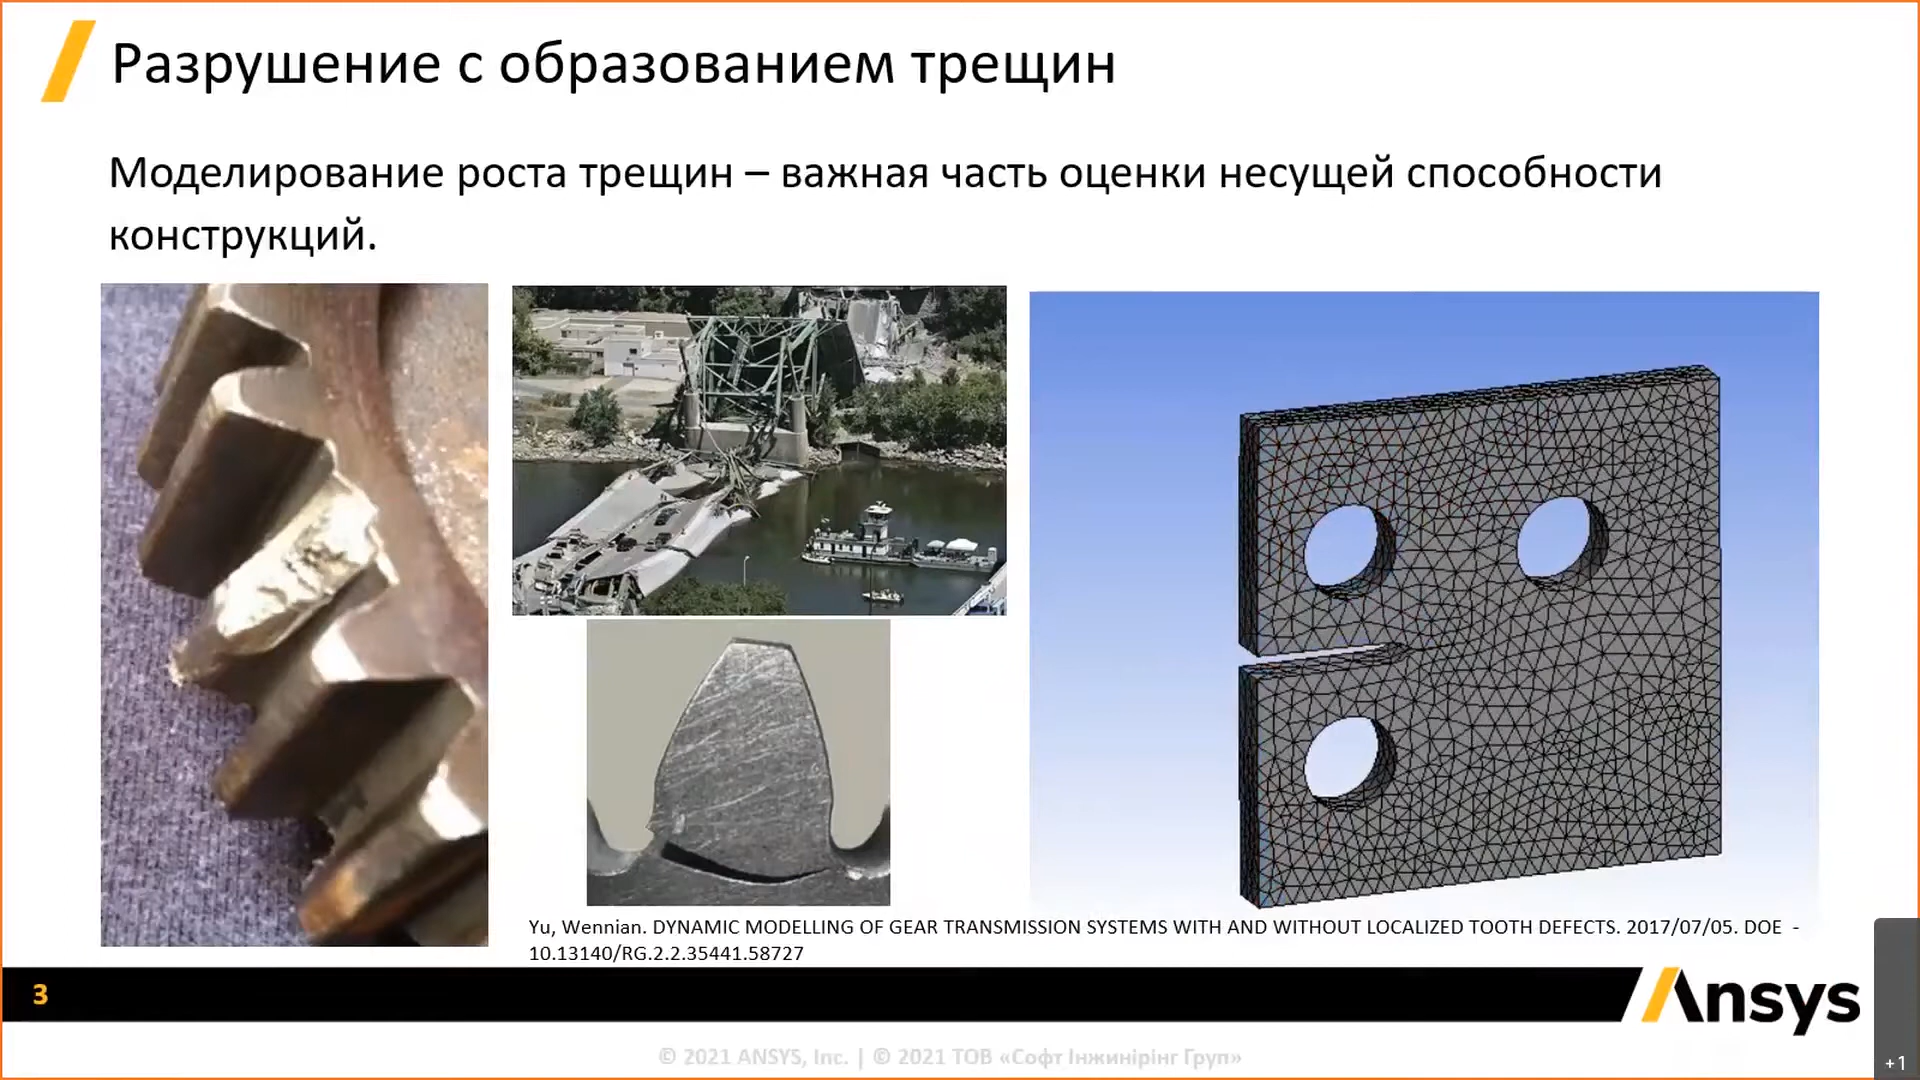 Разрушение с образованием трещин
Моделирование роста трещин – важная часть оценки несущей способности
конструкций.
Yu, Wennian. DYNAMIC MODELLING OF GEAR TRANSMISSION SYSTEMS WITH AND WITHOUT LOCALIZED TOOTH DEFECTS. 2017/07/05. DOE -
10.13140/RG.2.2.35441.58727
3
Ansys
© 2021 ANSYS, Inc. | © 2021 ТОВ «Софт Інжинірінг Груп»
+1